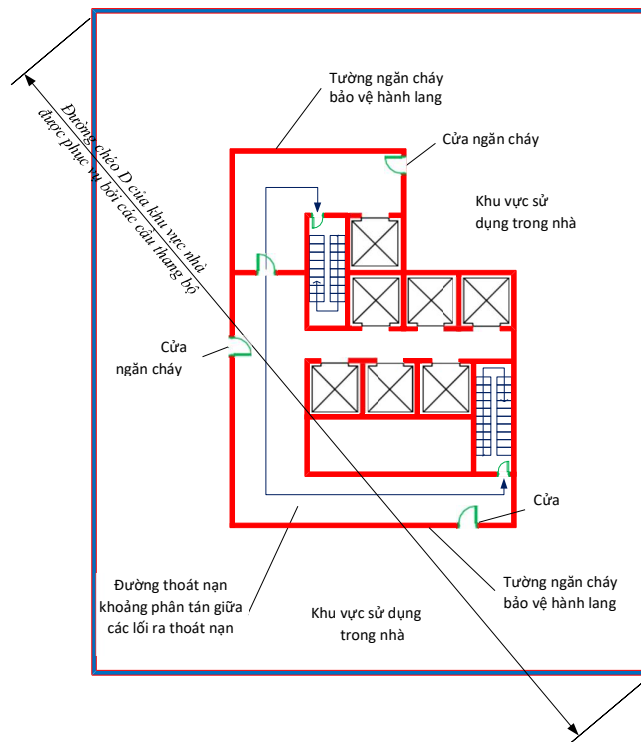 Tường ngăn cháy
bảo vệ hành lang
Cửa ngăn cháy
Đường chéo D của khu vực nhà
được phục vụ bởi các cầu thang bộ
Khu vực sử
dụng trong nhà
Cửa
ngăn cháy
Cửa
Đường thoát nạn
khoảng phân tán giữa
các lối ra thoát nạn
Tường ngăn cháy
bảo vệ hành lang
Khu vực sử dụng
trong nhà